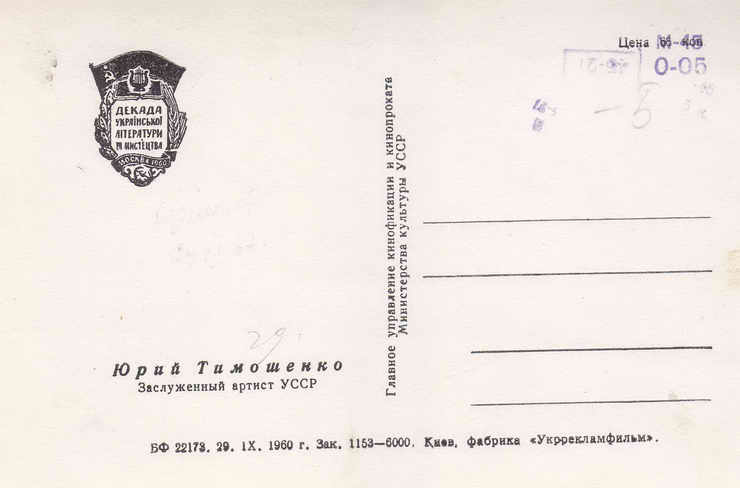 ДЕКАДА
УКРАЇНСЬКОЇ
ЛІТЕРАТУРИ
ТА МИСТЕЦТВА
МОСКВА 1960
29.
Юрий Тимошенко
Заслуженный артист УССР
Главное управление кинофикации и кинопроката
Министерства культуры УССР
Цена коп
0-05
БФ 22173. 29. IX. 1960 г. Зак. 1153—6000. Киев, фабрика «Укррекламфильм».